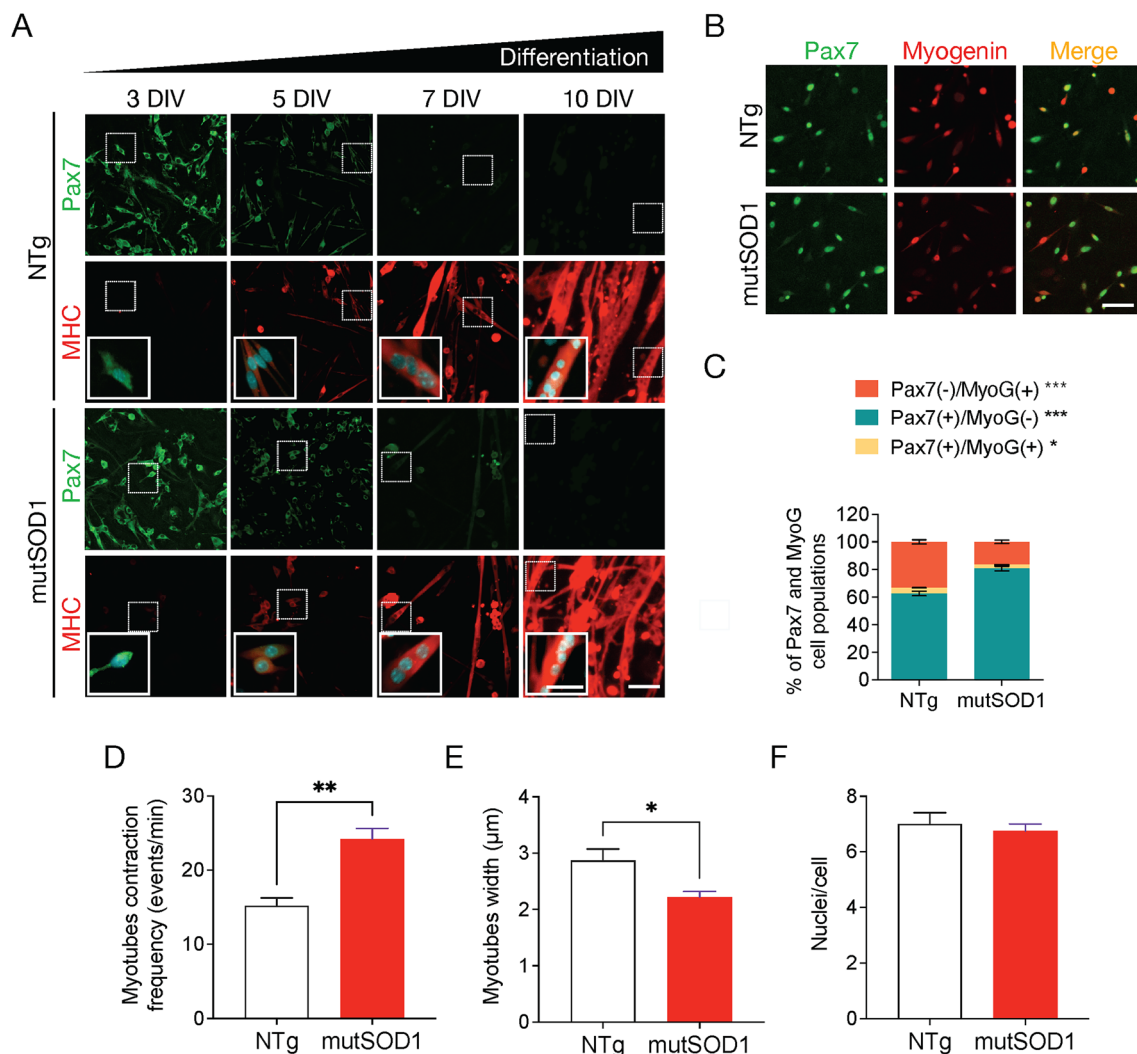 A
Differentiation
3 DIV 5 DIV 7 DIV 10 DIV
NTg
Pax7
MHC
mutSOD1
Pax7
MHC
B
Pax7 Myogenin Merge
NTg
mutSOD1
C
Pax7(-)/MyoG(+) ***
Pax7(+)/MyoG(-) ***
Pax7(+)/MyoG(+) *
% of Pax7 and MyoG
cell populations
120
100
80
60
40
20
0
NTg mutSOD1
D
Myotubes contraction
frequency (events/min)
30
20
10
0
**
NTg mutSOD1
E
Myotubes width (µm)
4
3
2
1
0
*
NTg mutSOD1
F
Nuclei/cell
8
6
4
2
0
NTg mutSOD1